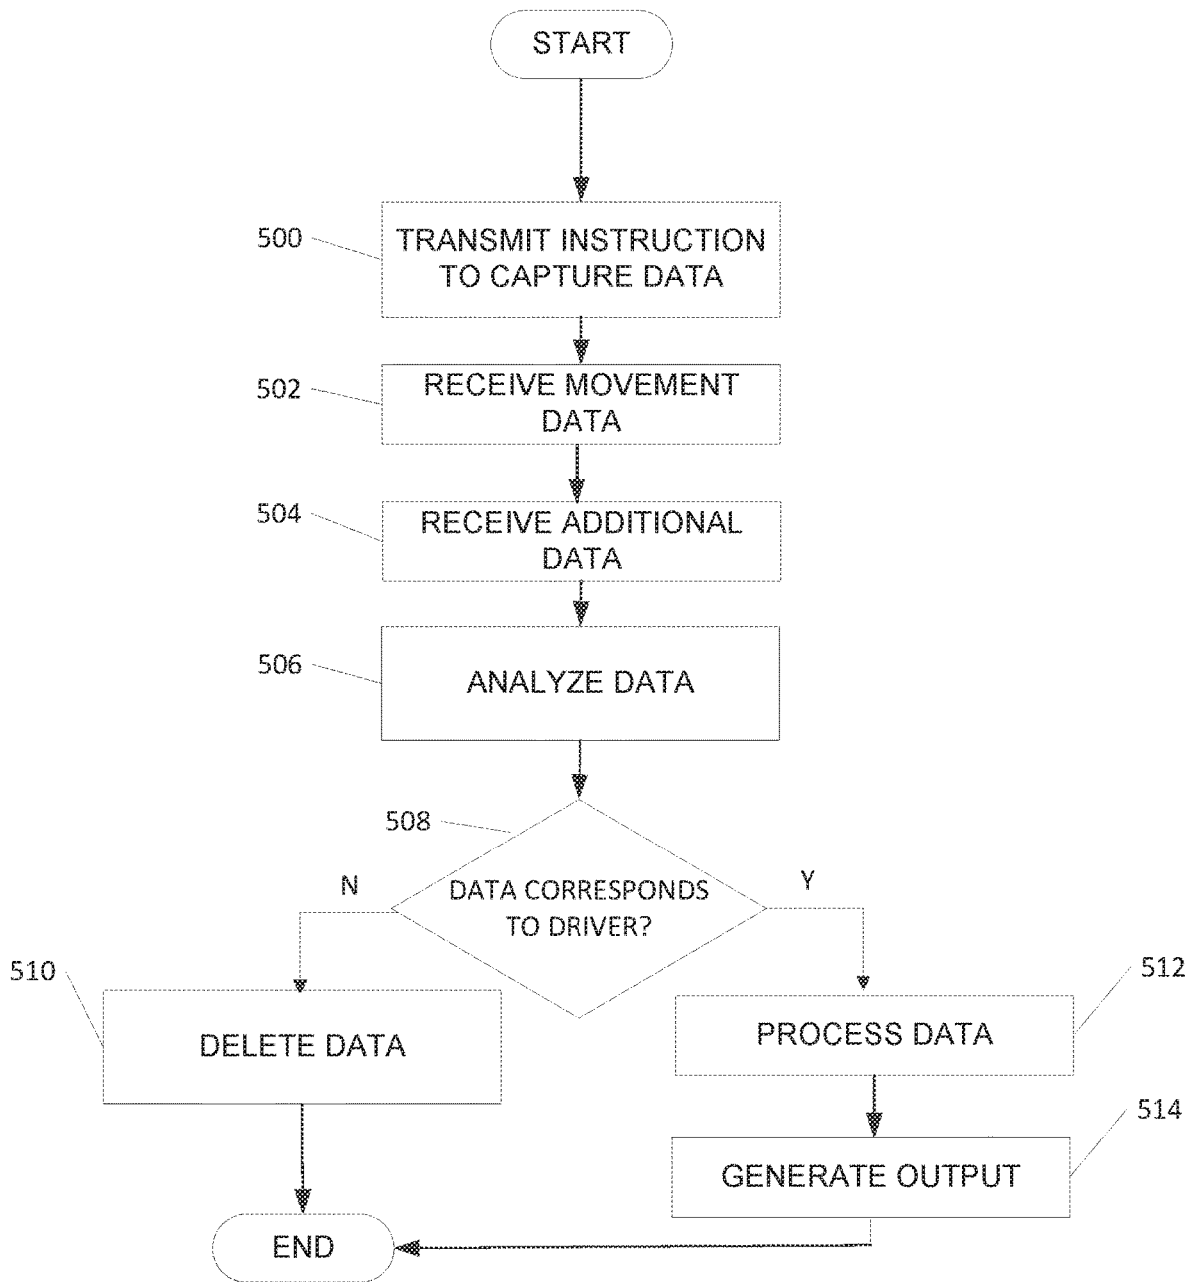 START
500
TRANSMIT INSTRUCTION
TO CAPTURE DATA
502
RECEIVE MOVEMENT
DATA
504
RECEIVE ADDITIONAL
DATA
506
ANALYZE DATA
508
DATA CORRESPONDS
TO DRIVER?
N
Y
510
DELETE DATA
512
PROCESS DATA
514
GENERATE OUTPUT
END